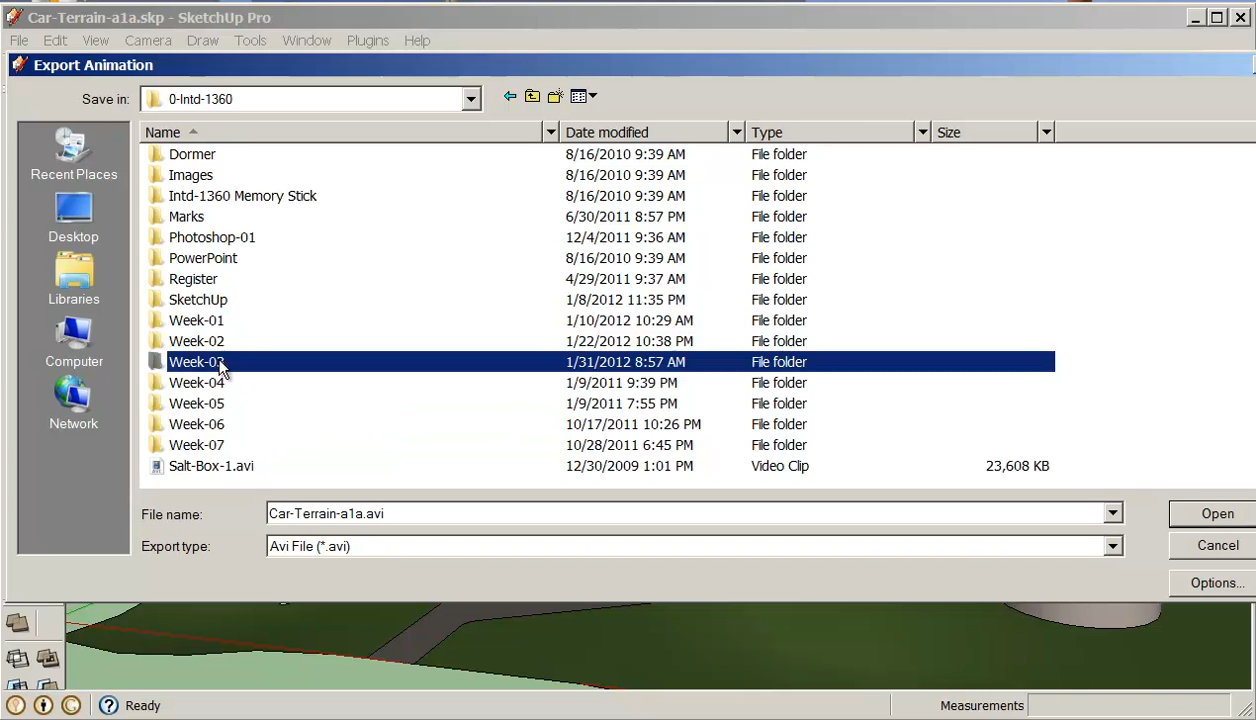 Car-Terrain-a1a.skp - SketchUp Pro
File Edit View Camera Draw Tools Window Plugins Help
Export Animation
Save in: 0-Intd-1360
Name Date modified Type Size
Dormer 8/16/2010 9:39 AM File folder
Images 8/16/2010 9:39 AM File folder
Intd-1360 Memory Stick 8/16/2010 9:39 AM File folder
Marks 6/30/2011 8:57 PM File folder
Photoshop-01 12/4/2011 9:36 AM File folder
PowerPoint 8/16/2010 9:39 AM File folder
Register 4/29/2011 9:37 AM File folder
SketchUp 1/8/2012 11:35 PM File folder
Week-01 1/10/2012 10:29 AM File folder
Week-02 1/22/2012 10:38 PM File folder
Week-03 1/31/2012 8:57 AM File folder
Week-04 1/9/2011 9:39 PM File folder
Week-05 1/9/2011 7:55 PM File folder
Week-06 10/17/2011 10:26 PM File folder
Week-07 10/28/2011 6:45 PM File folder
Salt-Box-1.avi 12/30/2009 1:01 PM Video Clip 23,608 KB
Recent Places
Desktop
Libraries
Computer
Network
File name: Car-Terrain-a1a.avi Open
Export type: Avi File (*.avi) Cancel
Options...
Ready Measurements